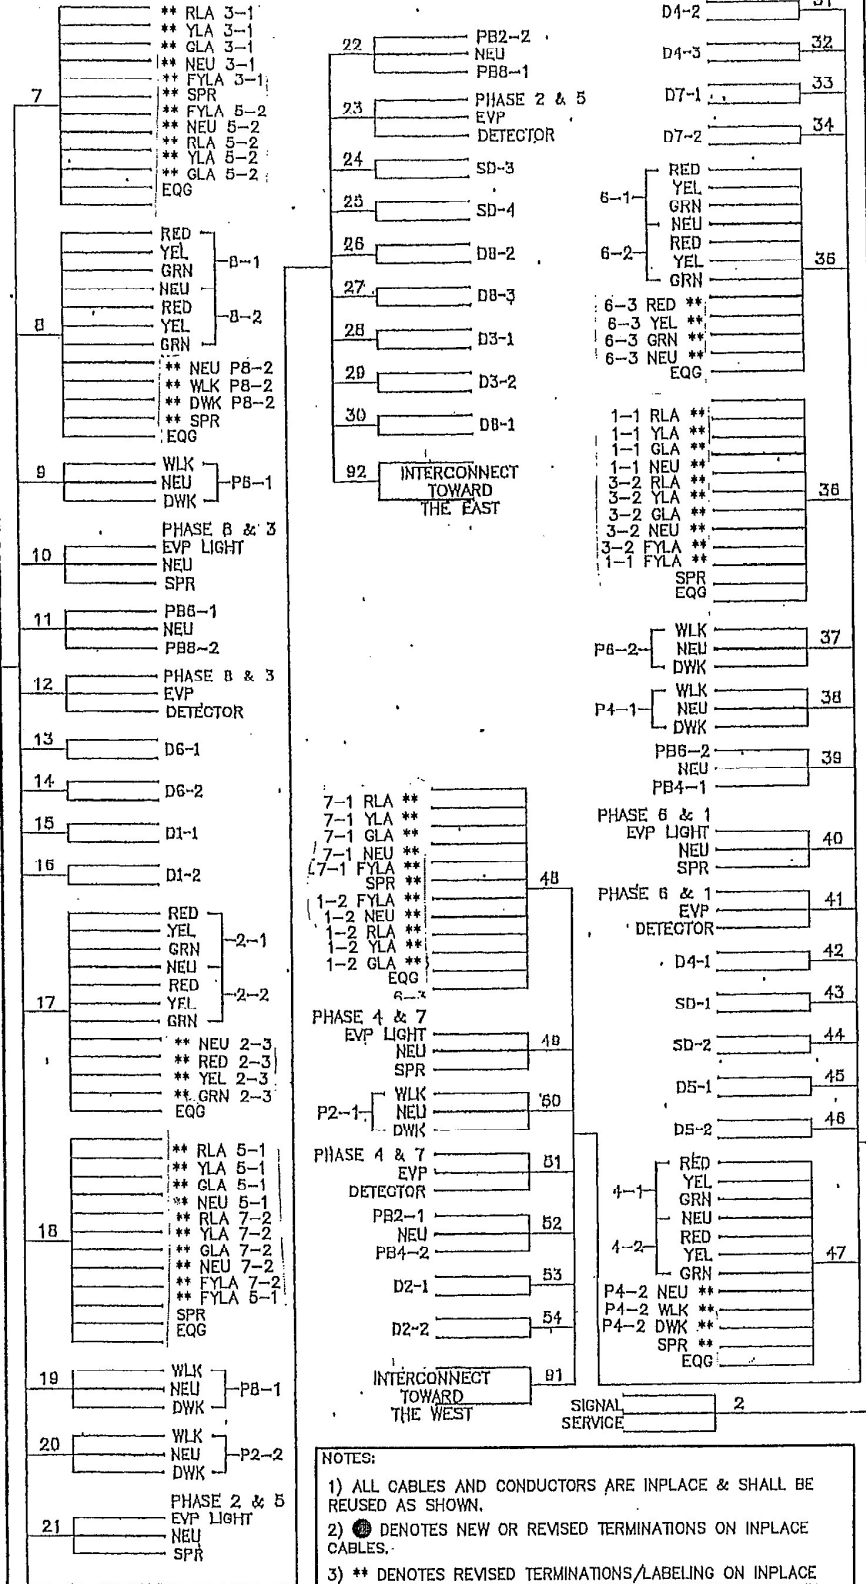 ** RLA 3-1
** YLA 3-1
** GLA 3-1
** NEU 3-1
** FYLA 3-1
7
** SPR
** FYLA 5-2
** NEU 5-2
** RLA 5-2
** YLA 5-2
** GLA 5-2
EQG
RED
YEL
GRN
8-1
NEU
RED
8
8-2
YEL
GRN
** NEU P8-2
** WLK P8-2
** DWK P8-2
** SPR
EQG
WLK
9
NEU
P6-1
DWK
PHASE 8 & 3
10
EVP LIGHT
NEU
SPR
11
PB6-1
NEU
PB8-2
12
PHASE 8 & 3
EVP
DETECTOR
13
D6-1
14
D6-2
15
D1-1
16
D1-2
RED
YEL
2-1
GRN
NEU
RED
2-2
17
YEL
GRN
** NEU 2-3
** RED 2-3
** YEL 2-3
** GRN 2-3
EQG
** RLA 5-1
** YLA 5-1
** GLA 5-1
** NEU 5-1
** RLA 7-2
18
** YLA 7-2
** GLA 7-2
** NEU 7-2
** FYLA 7-2
** FYLA 5-1
SPR
EQG
WLK
19
NEU
P8-1
DWK
20
WLK
NEU
P2-2
DWK
PHASE 2 & 5
EVP LIGHT
21
NEU
SPR
22
PB2-2
NEU
PB8-1
23
PHASE 2 & 5
EVP
DETECTOR
24
SD-3
25
SD-4
26
D8-2
27
D8-3
28
D3-1
29
D3-2
30
D8-1
92
INTERCONNECT
TOWARD
THE EAST
7-1 RLA **
7-1 YLA **
7-1 GLA **
7-1 NEU **
7-1 FYLA **
SPR **
48
1-2 FYLA **
1-2 NEU **
1-2 RLA **
1-2 YLA **
1-2 GLA **
EQG
6-3
PHASE 4 & 7
EVP LIGHT
49
NEU
SPR
WLK
50
P2-1
NEU
DWK
PHASE 4 & 7
51
EVP
DETECTOR
PB2-1
52
NEU
PB4-2
D2-1
53
D2-2
54
INTERCONNECT
TOWARD
THE WEST
91
D4-2
31
D4-3
32
D7-1
33
D7-2
34
RED
6-1
YEL
GRN
NEU
RED
6-2
YEL
35
GRN
6-3 RED **
6-3 YEL **
6-3 GRN **
6-3 NEU **
EQG
1-1 RLA **
1-1 YLA **
1-1 GLA **
1-1 NEU **
3-2 RLA **
36
3-2 YLA **
3-2 GLA **
3-2 NEU **
3-2 FYLA **
1-1 FYLA **
SPR
EQG
WLK
37
P6-2
NEU
DWK
WLK
38
P4-1
NEU
DWK
PB6-2
39
NEU
PB4-1
PHASE 6 & 1
EVP LIGHT
40
NEU
SPR
PHASE 6 & 1
41
EVP
DETECTOR
D4-1
42
SD-1
43
SD-2
44
D5-1
45
D5-2
46
RED
YEL
4-1
GRN
NEU
RED
4-2
YEL
47
GRN
P4-2 NEU **
P4-2 WLK **
P4-2 DWK **
SPR **
EQG
SIGNAL
SERVICE
2
NOTES:
1) ALL CABLES AND CONDUCTORS ARE INPLACE & SHALL BE
REUSED AS SHOWN.
2) DENOTES NEW OR REVISED TERMINATIONS ON INPLACE
CABLES.
3) ** DENOTES REVISED TERMINATIONS/LABELING ON INPLACE